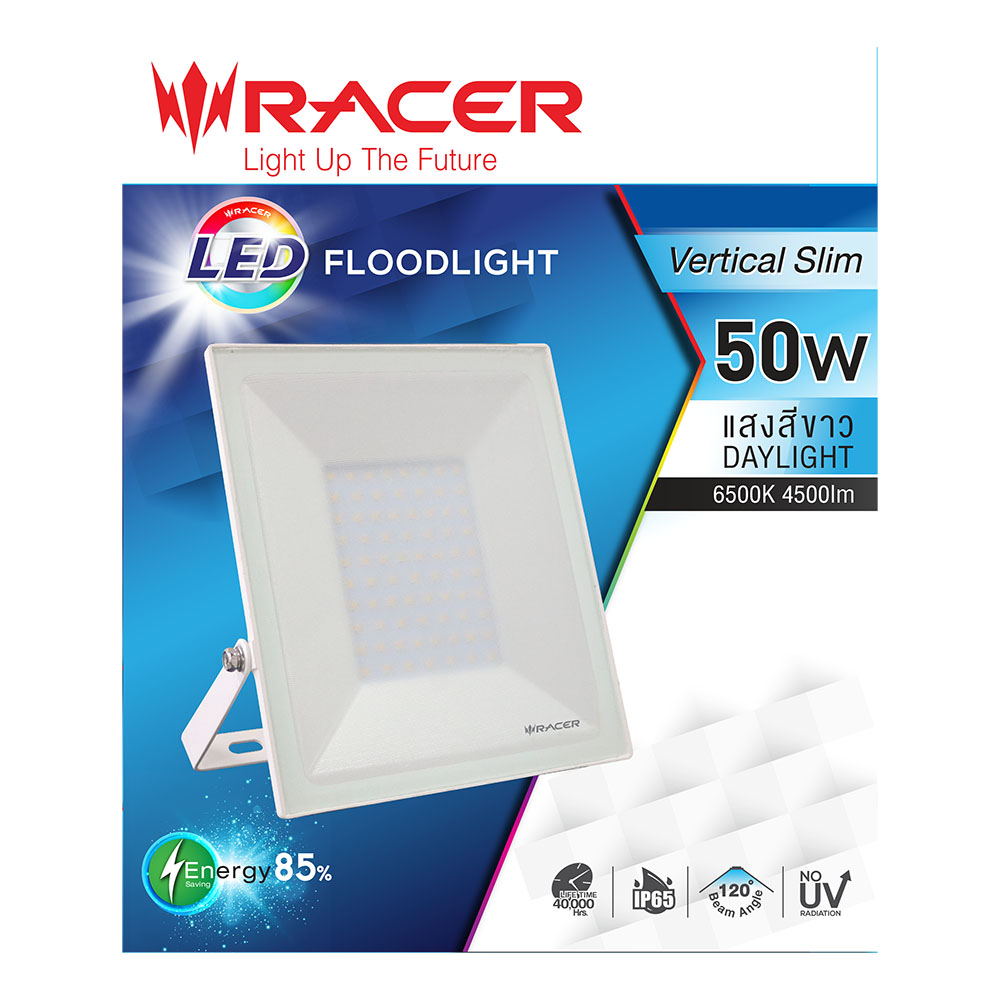 RACER
Light Up The Future
RACER
LED FLOODLIGHT
Vertical Slim
50W
แสงสีขาว
DAYLIGHT
6500K 4500lm
RACER
Energy 85%
Saving
LIFETIME
40,000
Hrs.
IP65
120°
Beam Angle
NO
UV
RADIATION